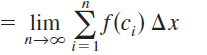 = lim_{n→∞} ∑_{i=1}^{n} f(c_i) Δx